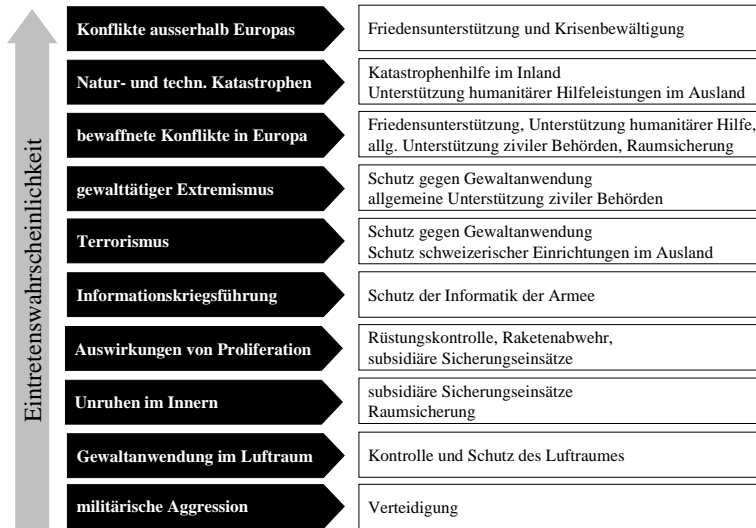 Eintretenswahrscheinlichkeit
Konflikte ausserhalb Europas
Friedensunterstützung und Krisenbewältigung
Natur- und techn. Katastrophen
Katastrophenhilfe im Inland
Unterstützung humanitärer Hilfeleistungen im Ausland
bewaffnete Konflikte in Europa
Friedensunterstützung, Unterstützung humanitärer Hilfe,
allg. Unterstützung ziviler Behörden, Raumsicherung
gewalttätiger Extremismus
Schutz gegen Gewaltanwendung
allgemeine Unterstützung ziviler Behörden
Terrorismus
Schutz gegen Gewaltanwendung
Schutz schweizerischer Einrichtungen im Ausland
Informationskriegsführung
Schutz der Informatik der Armee
Auswirkungen von Proliferation
Rüstungskontrolle, Raketenabwehr,
subsidiäre Sicherungseinsätze
Unruhen im Innern
subsidiäre Sicherungseinsätze
Raumsicherung
Gewaltanwendung im Luftraum
Kontrolle und Schutz des Luftraumes
militärische Aggression
Verteidigung